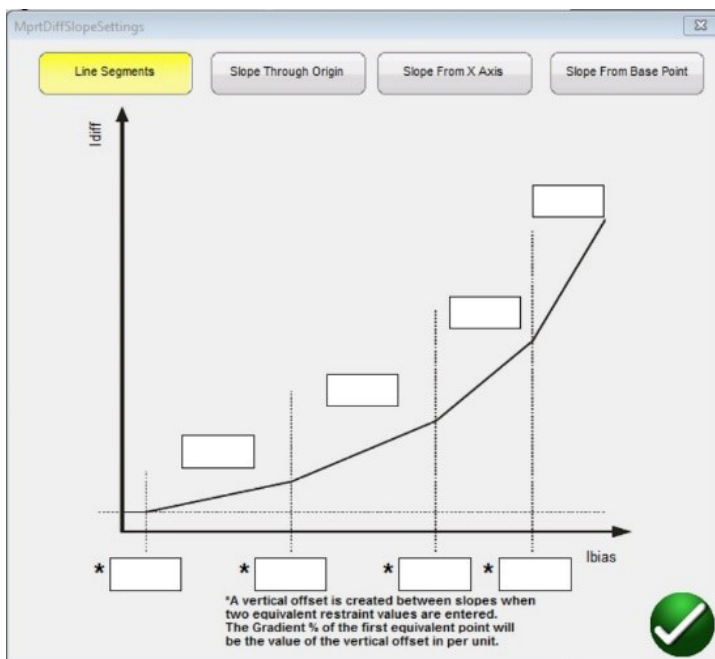 MprtDiffSlopeSettings
Line Segments
Slope Through Origin
Slope From X Axis
Slope From Base Point
Idiff
Ibias
*
*
*
*
*A vertical offset is created between slopes when
two equivalent restraint values are entered.
The Gradient % of the first equivalent point will
be the value of the vertical offset in per unit.